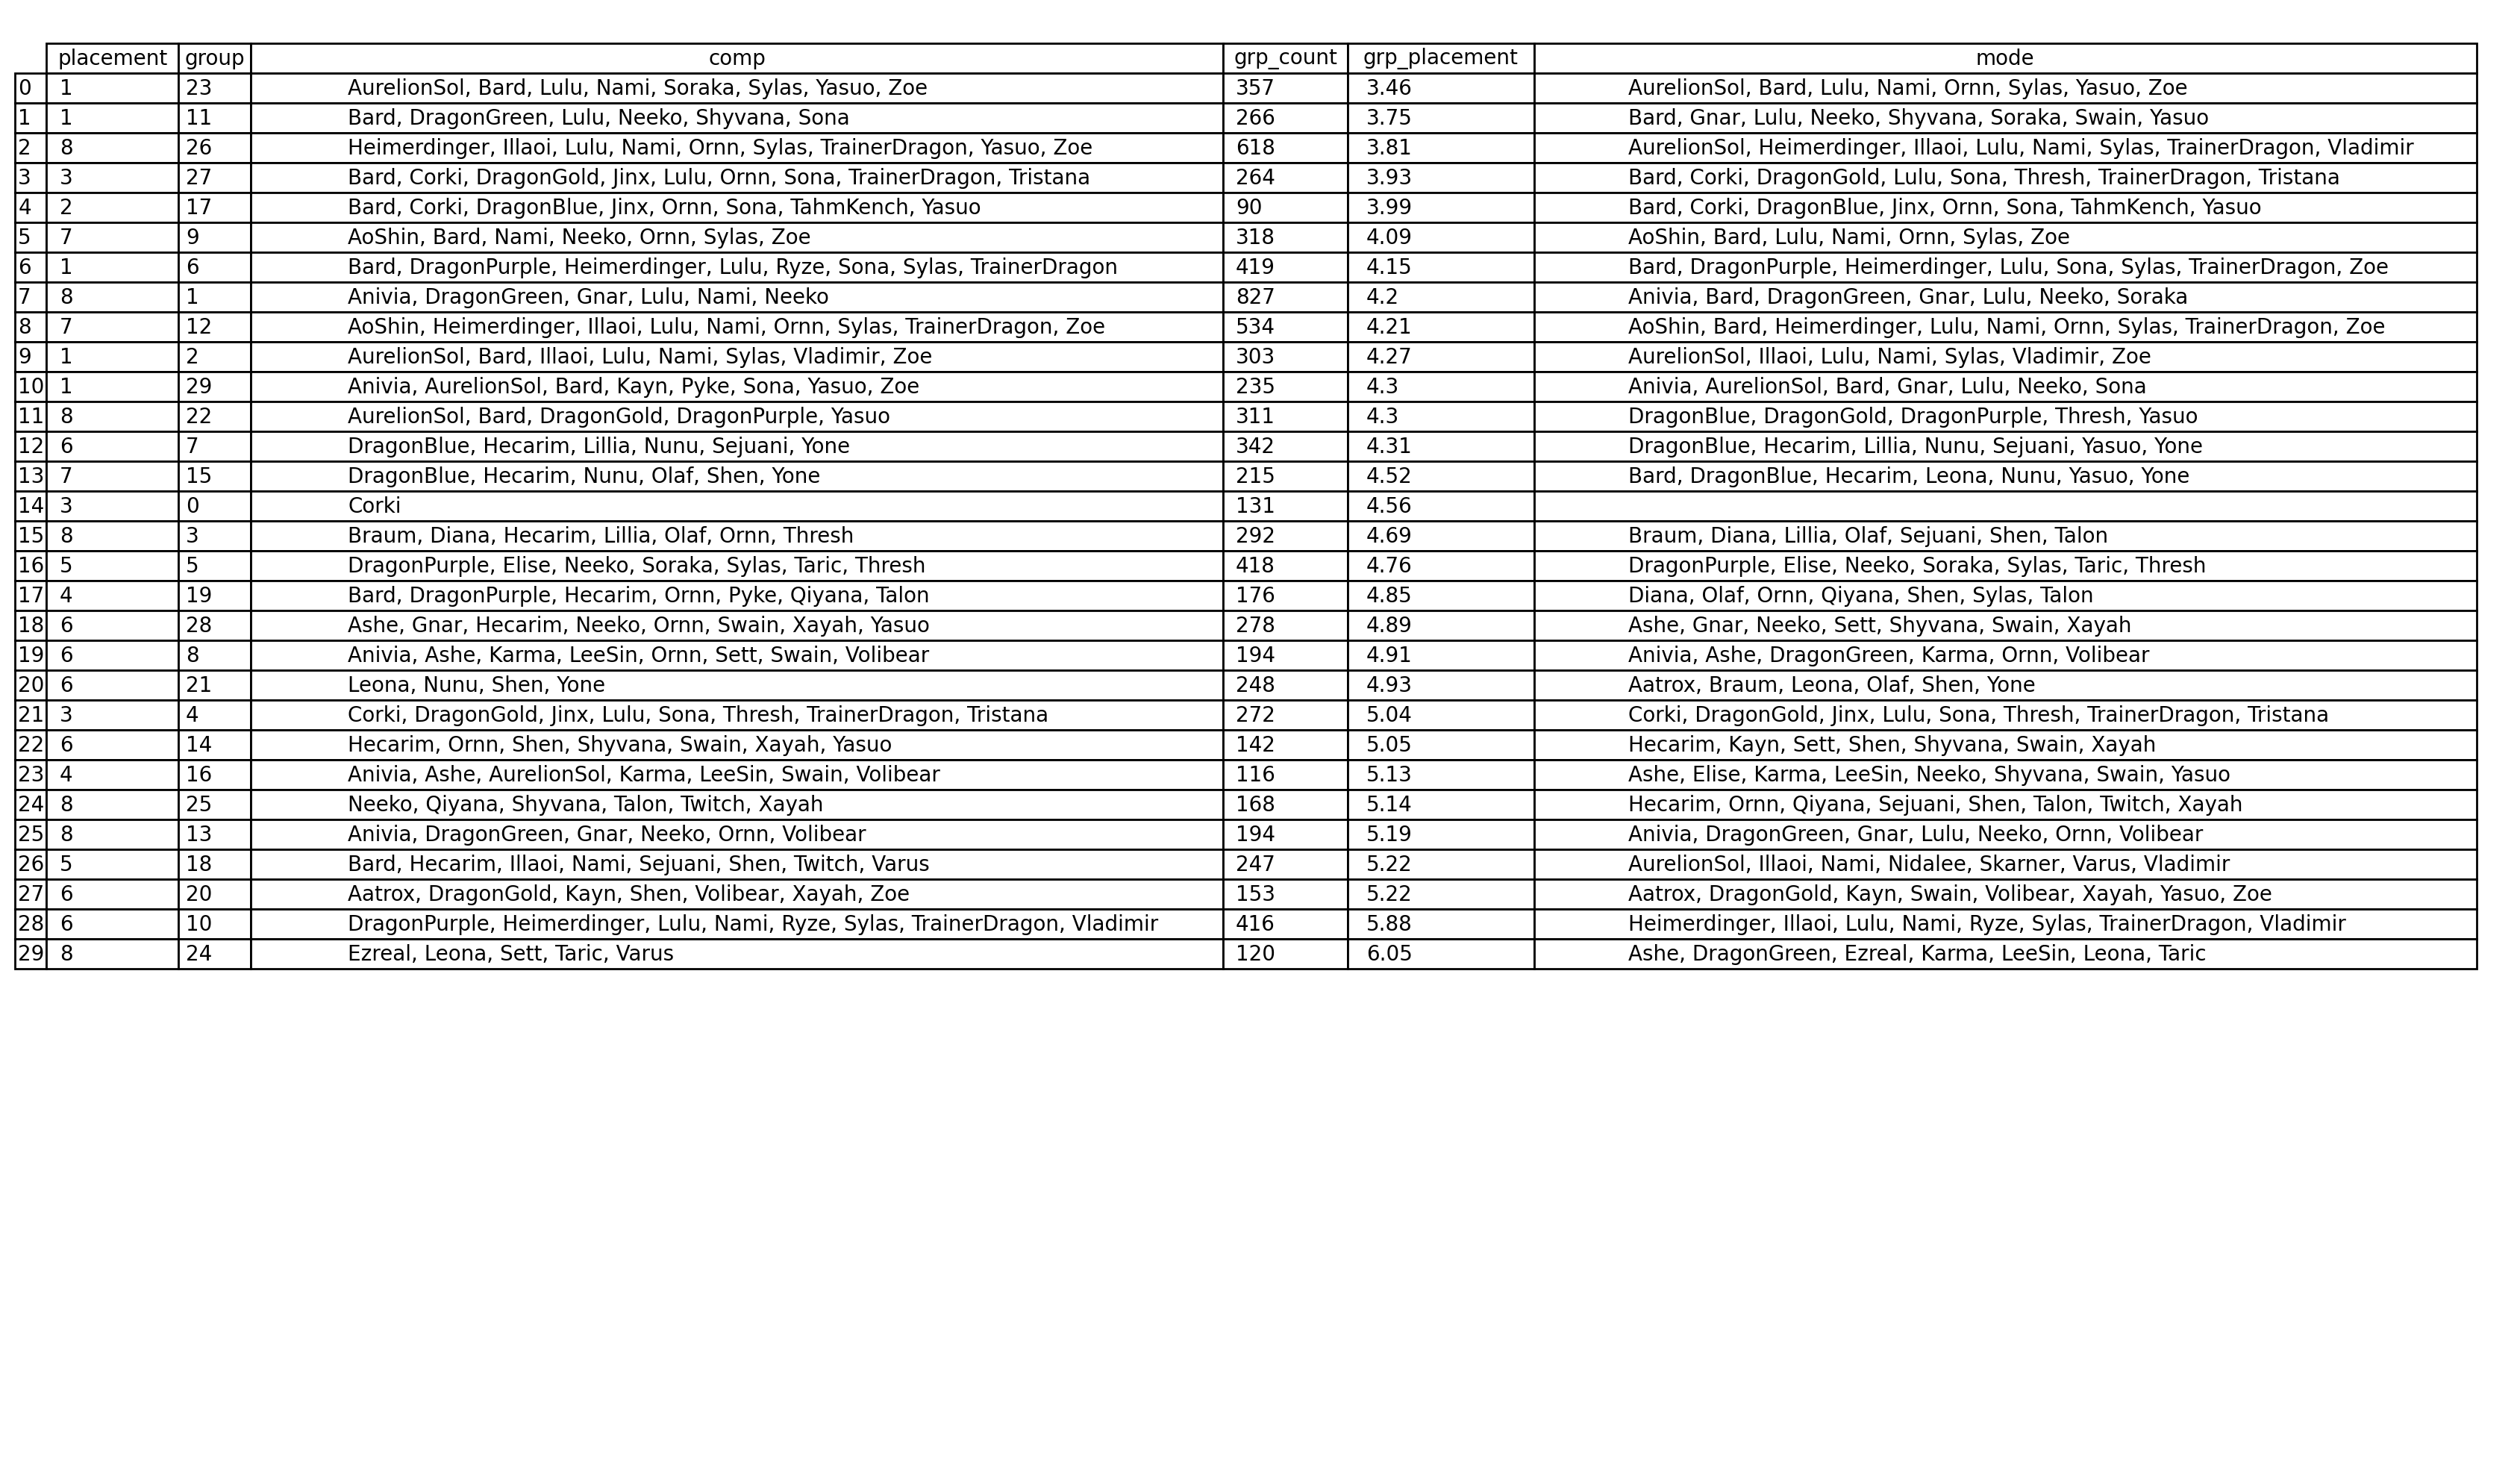 placement group comp grp_count grp_placement mode
0 1 23 AurelionSol, Bard, Lulu, Nami, Soraka, Sylas, Yasuo, Zoe 357 3.46 AurelionSol, Bard, Lulu, Nami, Ornn, Sylas, Yasuo, Zoe
1 1 11 Bard, DragonGreen, Lulu, Neeko, Shyvana, Sona 266 3.75 Bard, Gnar, Lulu, Neeko, Shyvana, Soraka, Swain, Yasuo
2 8 26 Heimerdinger, Illaoi, Lulu, Nami, Ornn, Sylas, TrainerDragon, Yasuo, Zoe 618 3.81 AurelionSol, Heimerdinger, Illaoi, Lulu, Nami, Sylas, TrainerDragon, Vladimir
3 3 27 Bard, Corki, DragonGold, Jinx, Lulu, Ornn, Sona, TrainerDragon, Tristana 264 3.93 Bard, Corki, DragonGold, Lulu, Sona, Thresh, TrainerDragon, Tristana
4 2 17 Bard, Corki, DragonBlue, Jinx, Ornn, Sona, TahmKench, Yasuo 90 3.99 Bard, Corki, DragonBlue, Jinx, Ornn, Sona, TahmKench, Yasuo
5 7 9 AoShin, Bard, Nami, Neeko, Ornn, Sylas, Zoe 318 4.09 AoShin, Bard, Lulu, Nami, Ornn, Sylas, Zoe
6 1 6 Bard, DragonPurple, Heimerdinger, Lulu, Ryze, Sona, Sylas, TrainerDragon 419 4.15 Bard, DragonPurple, Heimerdinger, Lulu, Sona, Sylas, TrainerDragon, Zoe
7 8 1 Anivia, DragonGreen, Gnar, Lulu, Nami, Neeko 827 4.2 Anivia, Bard, DragonGreen, Gnar, Lulu, Neeko, Soraka
8 7 12 AoShin, Heimerdinger, Illaoi, Lulu, Nami, Ornn, Sylas, TrainerDragon, Zoe 534 4.21 AoShin, Bard, Heimerdinger, Lulu, Nami, Ornn, Sylas, TrainerDragon, Zoe
9 1 2 AurelionSol, Bard, Illaoi, Lulu, Nami, Sylas, Vladimir, Zoe 303 4.27 AurelionSol, Illaoi, Lulu, Nami, Sylas, Vladimir, Zoe
10 1 29 Anivia, AurelionSol, Bard, Kayn, Pyke, Sona, Yasuo, Zoe 235 4.3 Anivia, AurelionSol, Bard, Gnar, Lulu, Neeko, Sona
11 8 22 AurelionSol, Bard, DragonGold, DragonPurple, Yasuo 311 4.3 DragonBlue, DragonGold, DragonPurple, Thresh, Yasuo
12 6 7 DragonBlue, Hecarim, Lillia, Nunu, Sejuani, Yone 342 4.31 DragonBlue, Hecarim, Lillia, Nunu, Sejuani, Yasuo, Yone
13 7 15 DragonBlue, Hecarim, Nunu, Olaf, Shen, Yone 215 4.52 Bard, DragonBlue, Hecarim, Leona, Nunu, Yasuo, Yone
14 3 0 Corki 131 4.56
15 8 3 Braum, Diana, Hecarim, Lillia, Olaf, Ornn, Thresh 292 4.69 Braum, Diana, Lillia, Olaf, Sejuani, Shen, Talon
16 5 5 DragonPurple, Elise, Neeko, Soraka, Sylas, Taric, Thresh 418 4.76 DragonPurple, Elise, Neeko, Soraka, Sylas, Taric, Thresh
17 4 19 Bard, DragonPurple, Hecarim, Ornn, Pyke, Qiyana, Talon 176 4.85 Diana, Olaf, Ornn, Qiyana, Shen, Sylas, Talon
18 6 28 Ashe, Gnar, Hecarim, Neeko, Ornn, Swain, Xayah, Yasuo 278 4.89 Ashe, Gnar, Neeko, Sett, Shyvana, Swain, Xayah
19 6 8 Anivia, Ashe, Karma, LeeSin, Ornn, Sett, Swain, Volibear 194 4.91 Anivia, Ashe, DragonGreen, Karma, Ornn, Volibear
20 6 21 Leona, Nunu, Shen, Yone 248 4.93 Aatrox, Braum, Leona, Olaf, Shen, Yone
21 3 4 Corki, DragonGold, Jinx, Lulu, Sona, Thresh, TrainerDragon, Tristana 272 5.04 Corki, DragonGold, Jinx, Lulu, Sona, Thresh, TrainerDragon, Tristana
22 6 14 Hecarim, Ornn, Shen, Shyvana, Swain, Xayah, Yasuo 142 5.05 Hecarim, Kayn, Sett, Shen, Shyvana, Swain, Xayah
23 4 16 Anivia, Ashe, AurelionSol, Karma, LeeSin, Swain, Volibear 116 5.13 Ashe, Elise, Karma, LeeSin, Neeko, Shyvana, Swain, Yasuo
24 8 25 Neeko, Qiyana, Shyvana, Talon, Twitch, Xayah 168 5.14 Hecarim, Ornn, Qiyana, Sejuani, Shen, Talon, Twitch, Xayah
25 8 13 Anivia, DragonGreen, Gnar, Neeko, Ornn, Volibear 194 5.19 Anivia, DragonGreen, Gnar, Lulu, Neeko, Ornn, Volibear
26 5 18 Bard, Hecarim, Illaoi, Nami, Sejuani, Shen, Twitch, Varus 247 5.22 AurelionSol, Illaoi, Nami, Nidalee, Skarner, Varus, Vladimir
27 6 20 Aatrox, DragonGold, Kayn, Shen, Volibear, Xayah, Zoe 153 5.22 Aatrox, DragonGold, Kayn, Swain, Volibear, Xayah, Yasuo, Zoe
28 6 10 DragonPurple, Heimerdinger, Lulu, Nami, Ryze, Sylas, TrainerDragon, Vladimir 416 5.88 Heimerdinger, Illaoi, Lulu, Nami, Ryze, Sylas, TrainerDragon, Vladimir
29 8 24 Ezreal, Leona, Sett, Taric, Varus 120 6.05 Ashe, DragonGreen, Ezreal, Karma, LeeSin, Leona, Taric